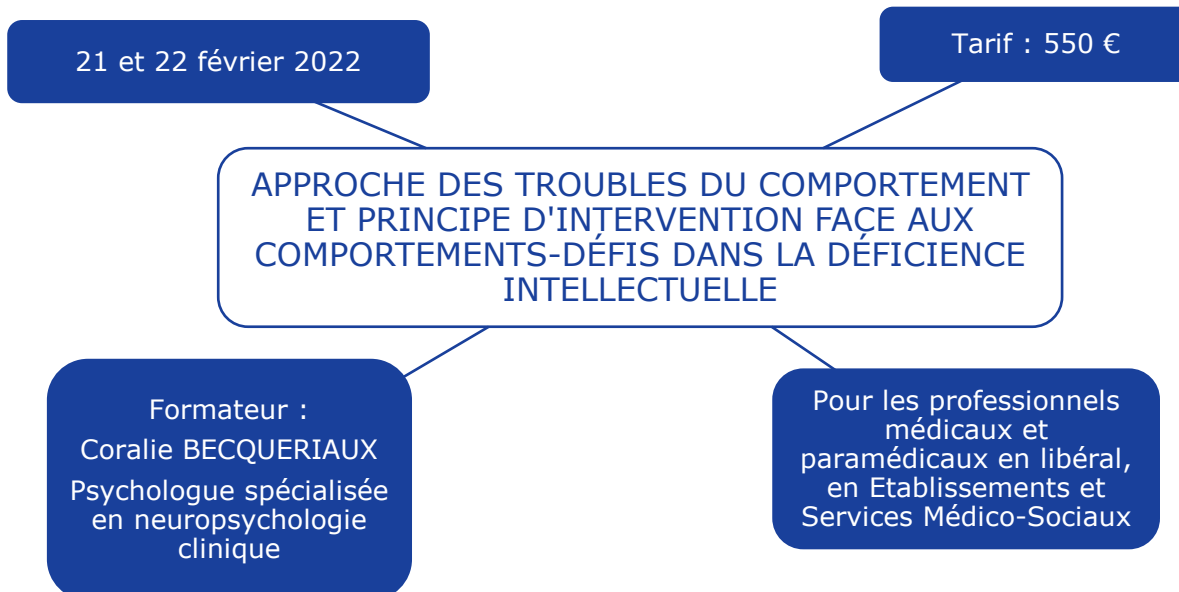 21 et 22 février 2022
Tarif : 550 €
APPROCHE DES TROUBLES DU COMPORTEMENT
ET PRINCIPE D'INTERVENTION FACE AUX
COMPORTEMENTS-DÉFIS DANS LA DÉFICIENCE
INTELLECTUELLE
Formateur :
Coralie BECQUERIAUX
Psychologue spécialisée
en neuropsychologie
clinique
Pour les professionnels
médicaux et
paramédicaux en libéral,
en Etablissements et
Services Médico-Sociaux